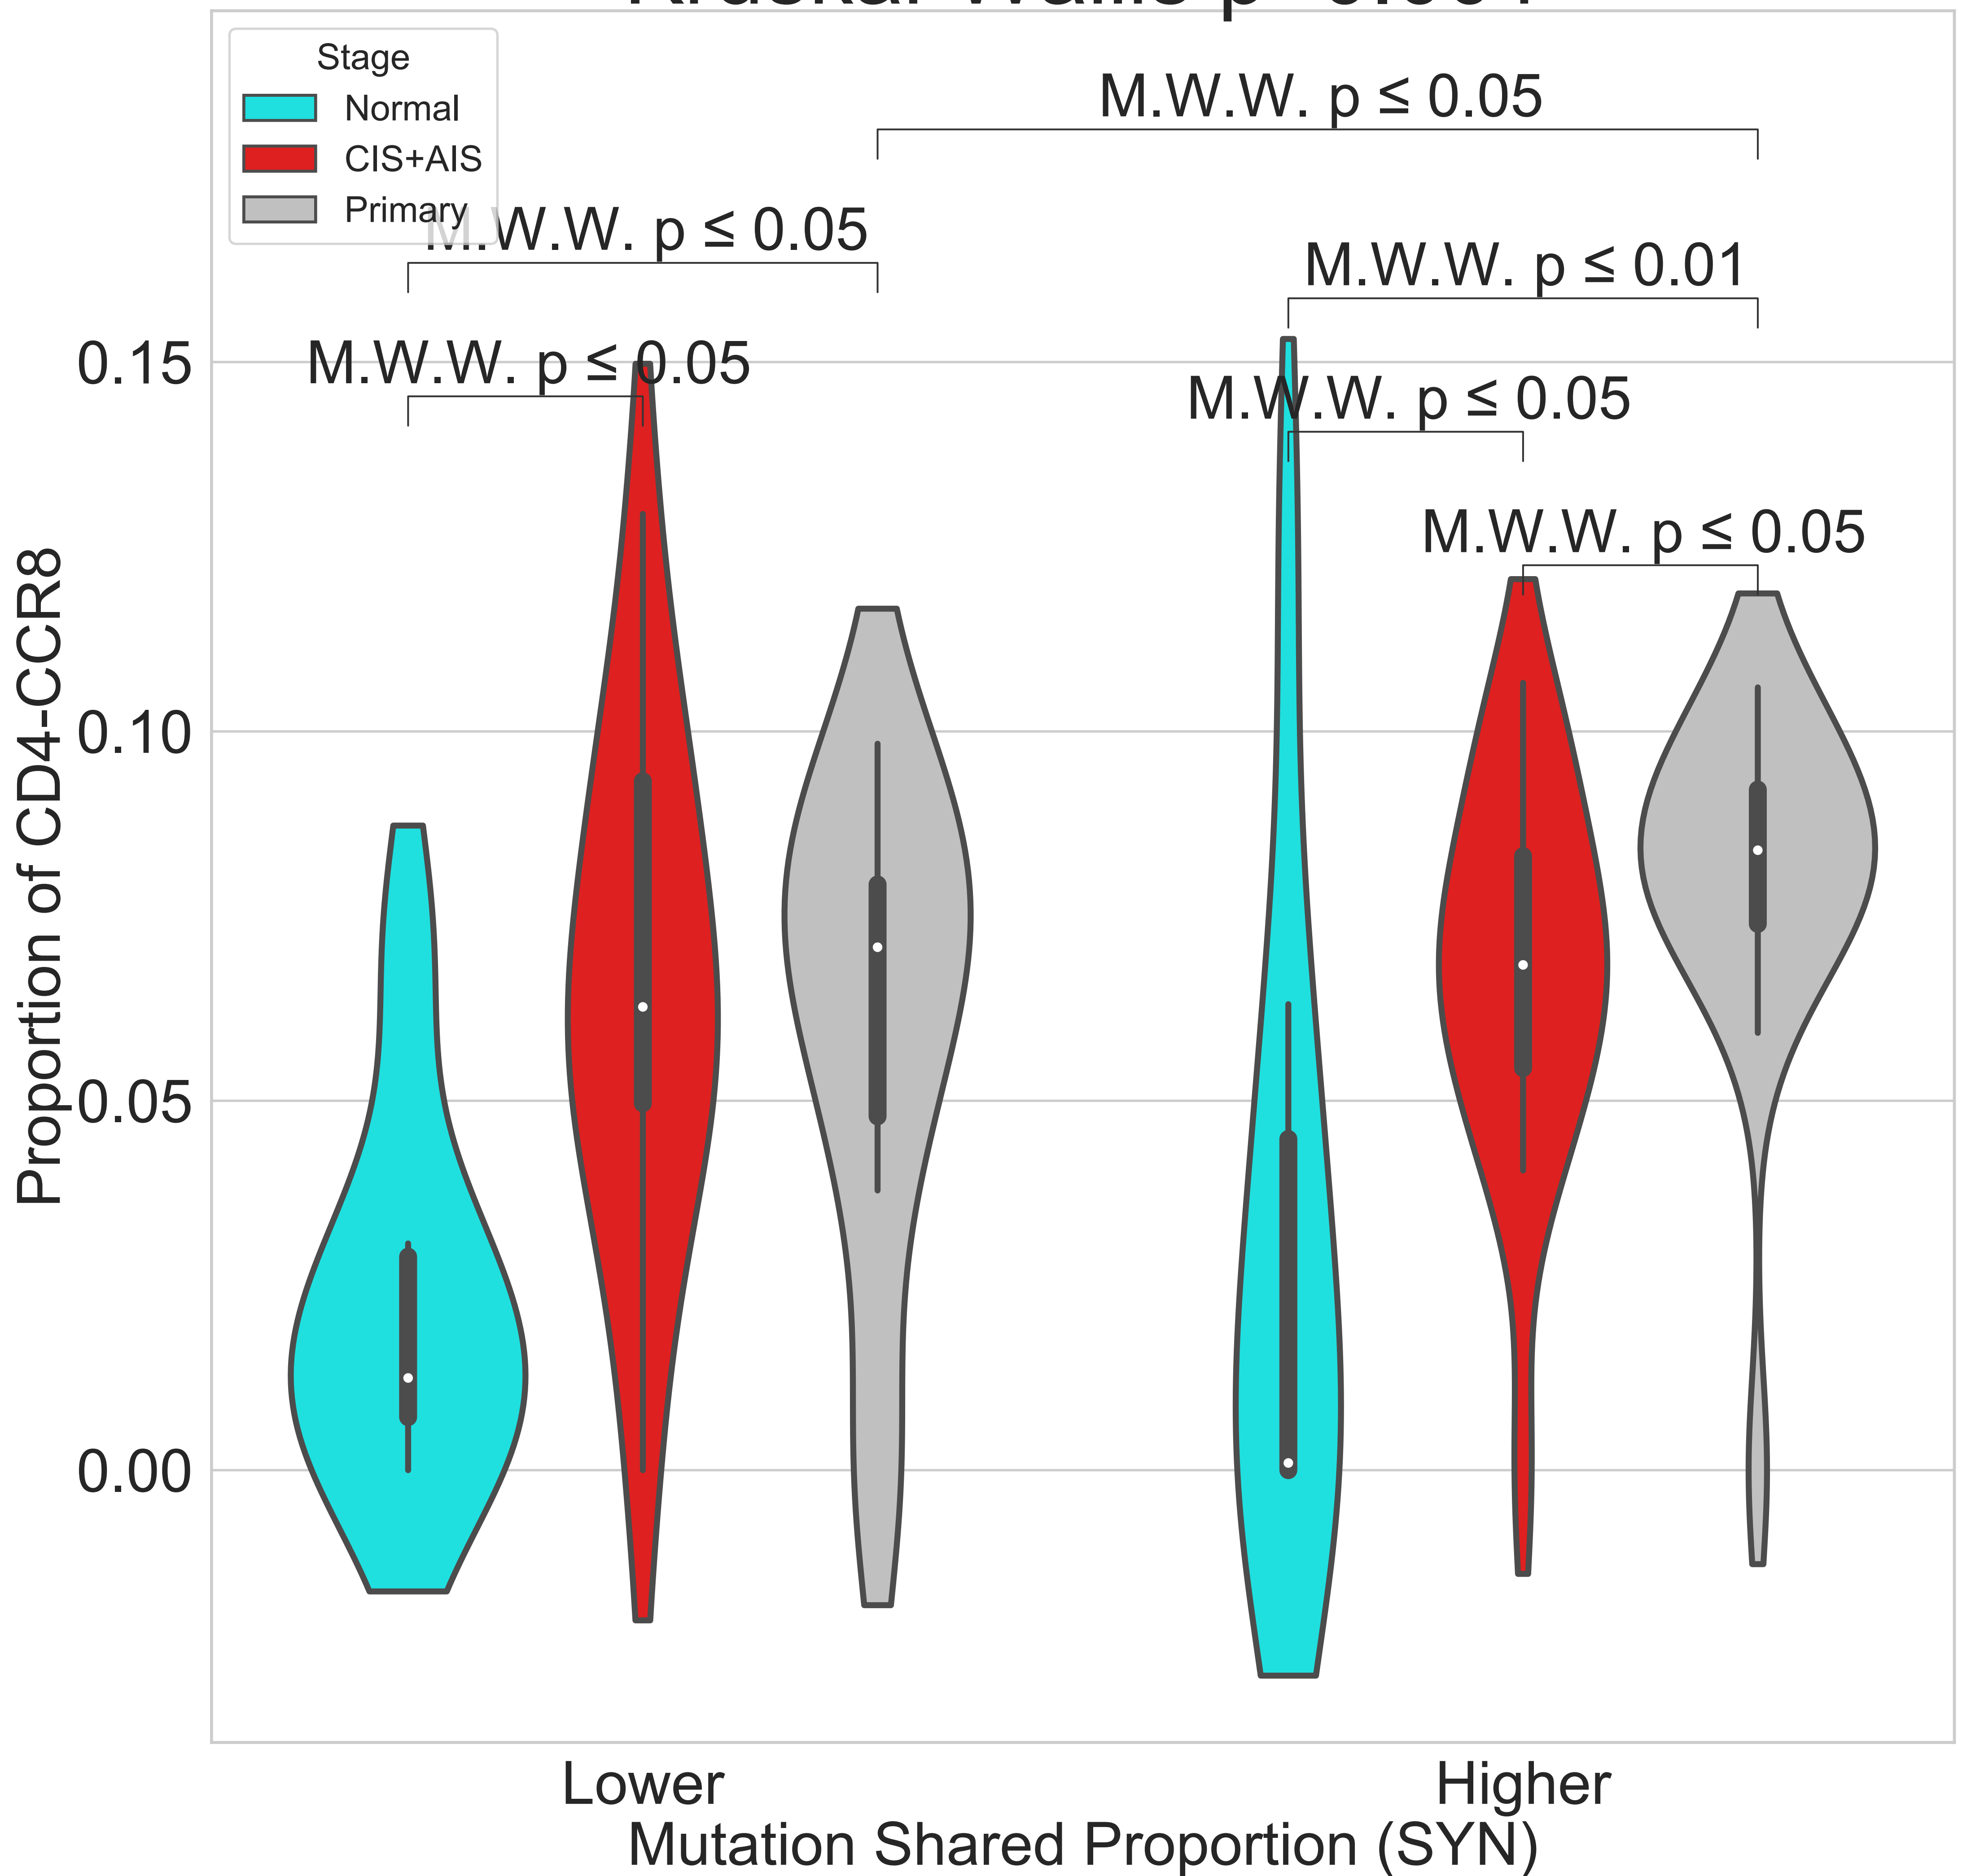 Stage
Normal
CIS+AIS
Primary
M.W.W. p ≤ 0.05
M.W.W. p ≤ 0.05
M.W.W. p ≤ 0.01
M.W.W. p ≤ 0.05
M.W.W. p ≤ 0.05
M.W.W. p ≤ 0.05
0.15
0.10
0.05
0.00
Proportion of CD4-CCR8
Lower
Higher
Mutation Shared Proportion (SYN)